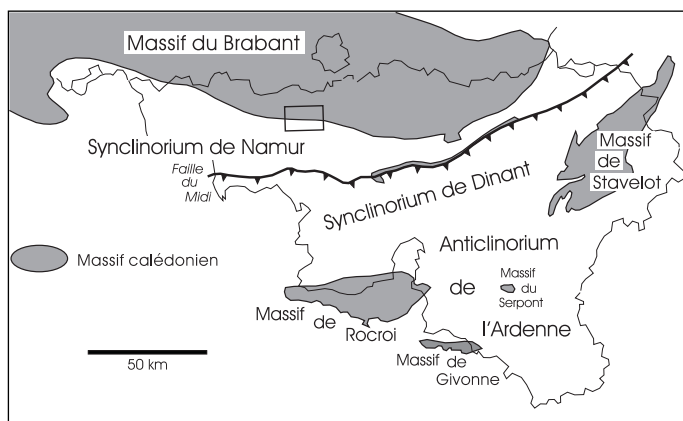 Massif du Brabant
Synclinorium de Namur
Faille
du
Midi
Synclinorium de Dinant
Massif
de
Stavelot
Massif calédonien
Anticlinorium
de
l'Ardenne
Massif
du
Serpont
Massif
de
Rocroi
Massif de
Givonne
50 km